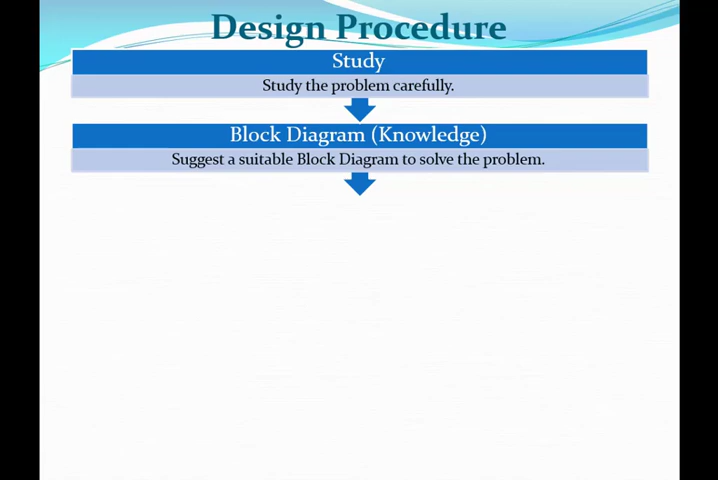 Design Procedure
Study
Study the problem carefully.
Block Diagram (Knowledge)
Suggest a suitable Block Diagram to solve the problem.